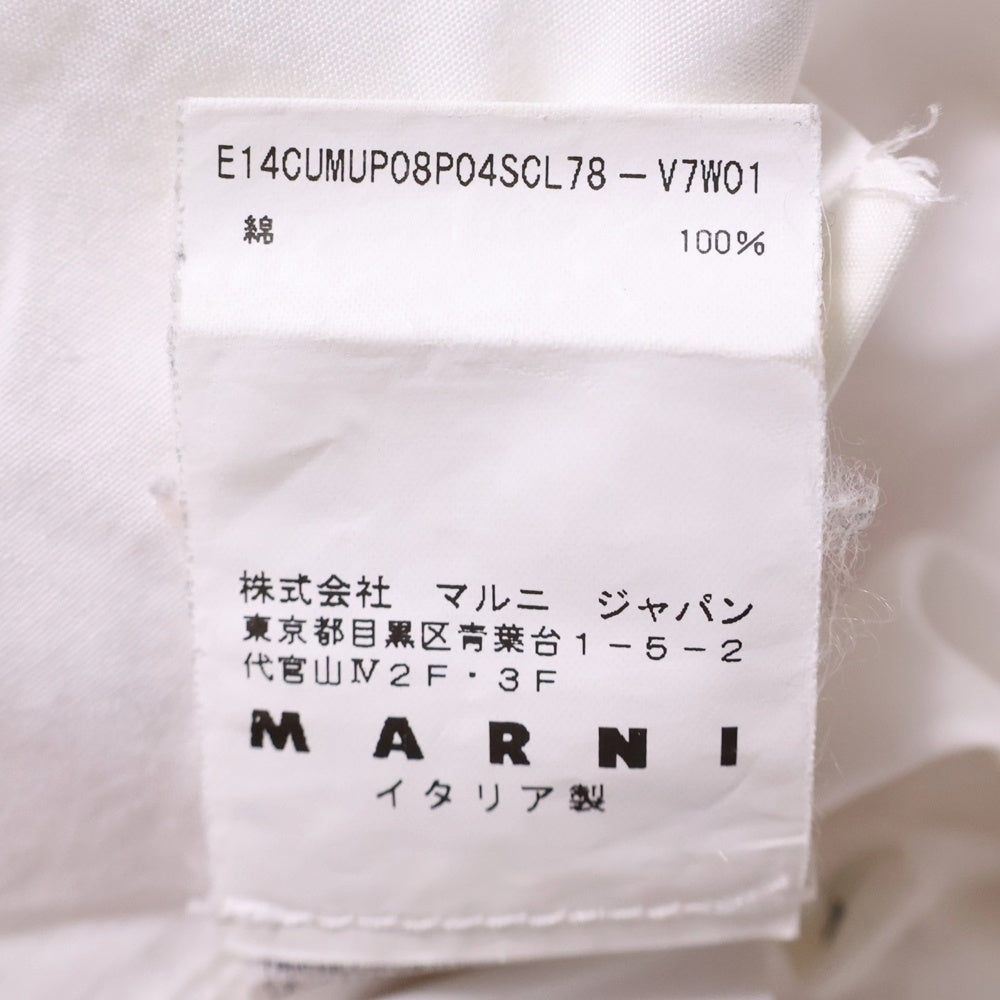 E14CUMUP08P04SCL78－V7W01
綿 100%
株式会社 マルニ ジャパン
東京都目黒区青葉台１－５－２
代官山Ⅳ２Ｆ・３Ｆ
MARNI
イタリア製